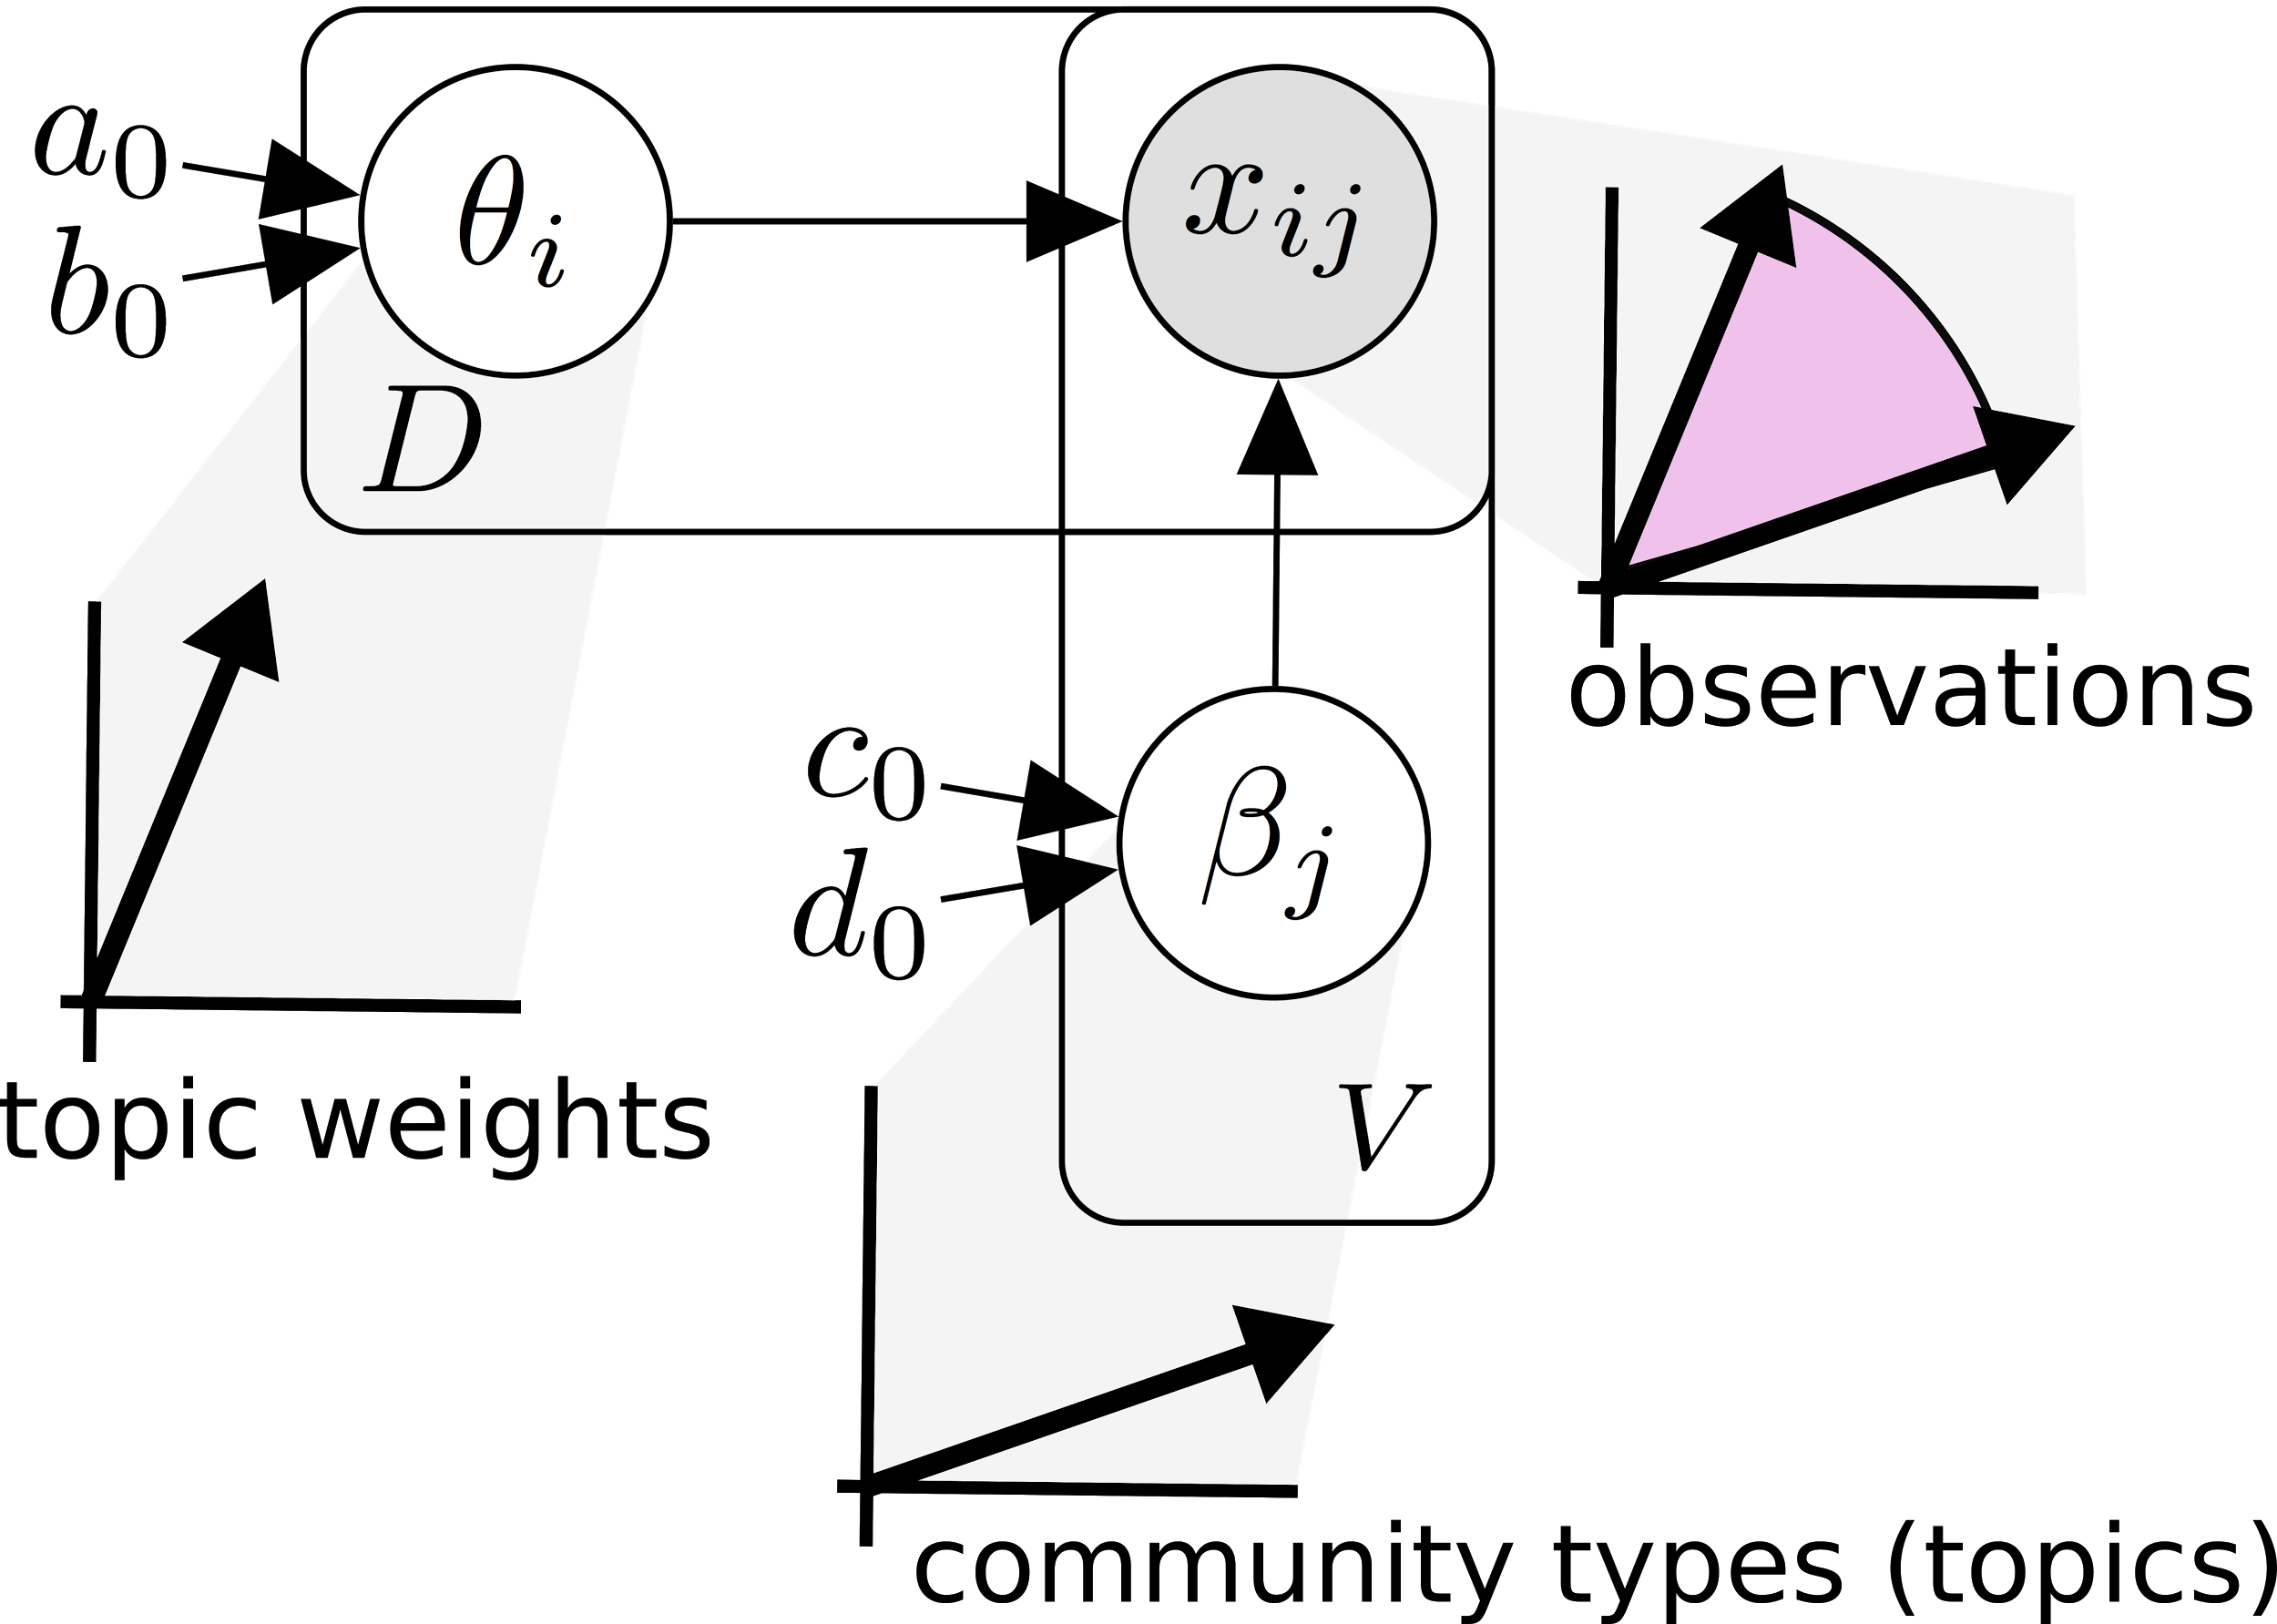 a0
θi
xij
b0
D
observations
c0
βj
d0
topic weights
V
community types (topics)